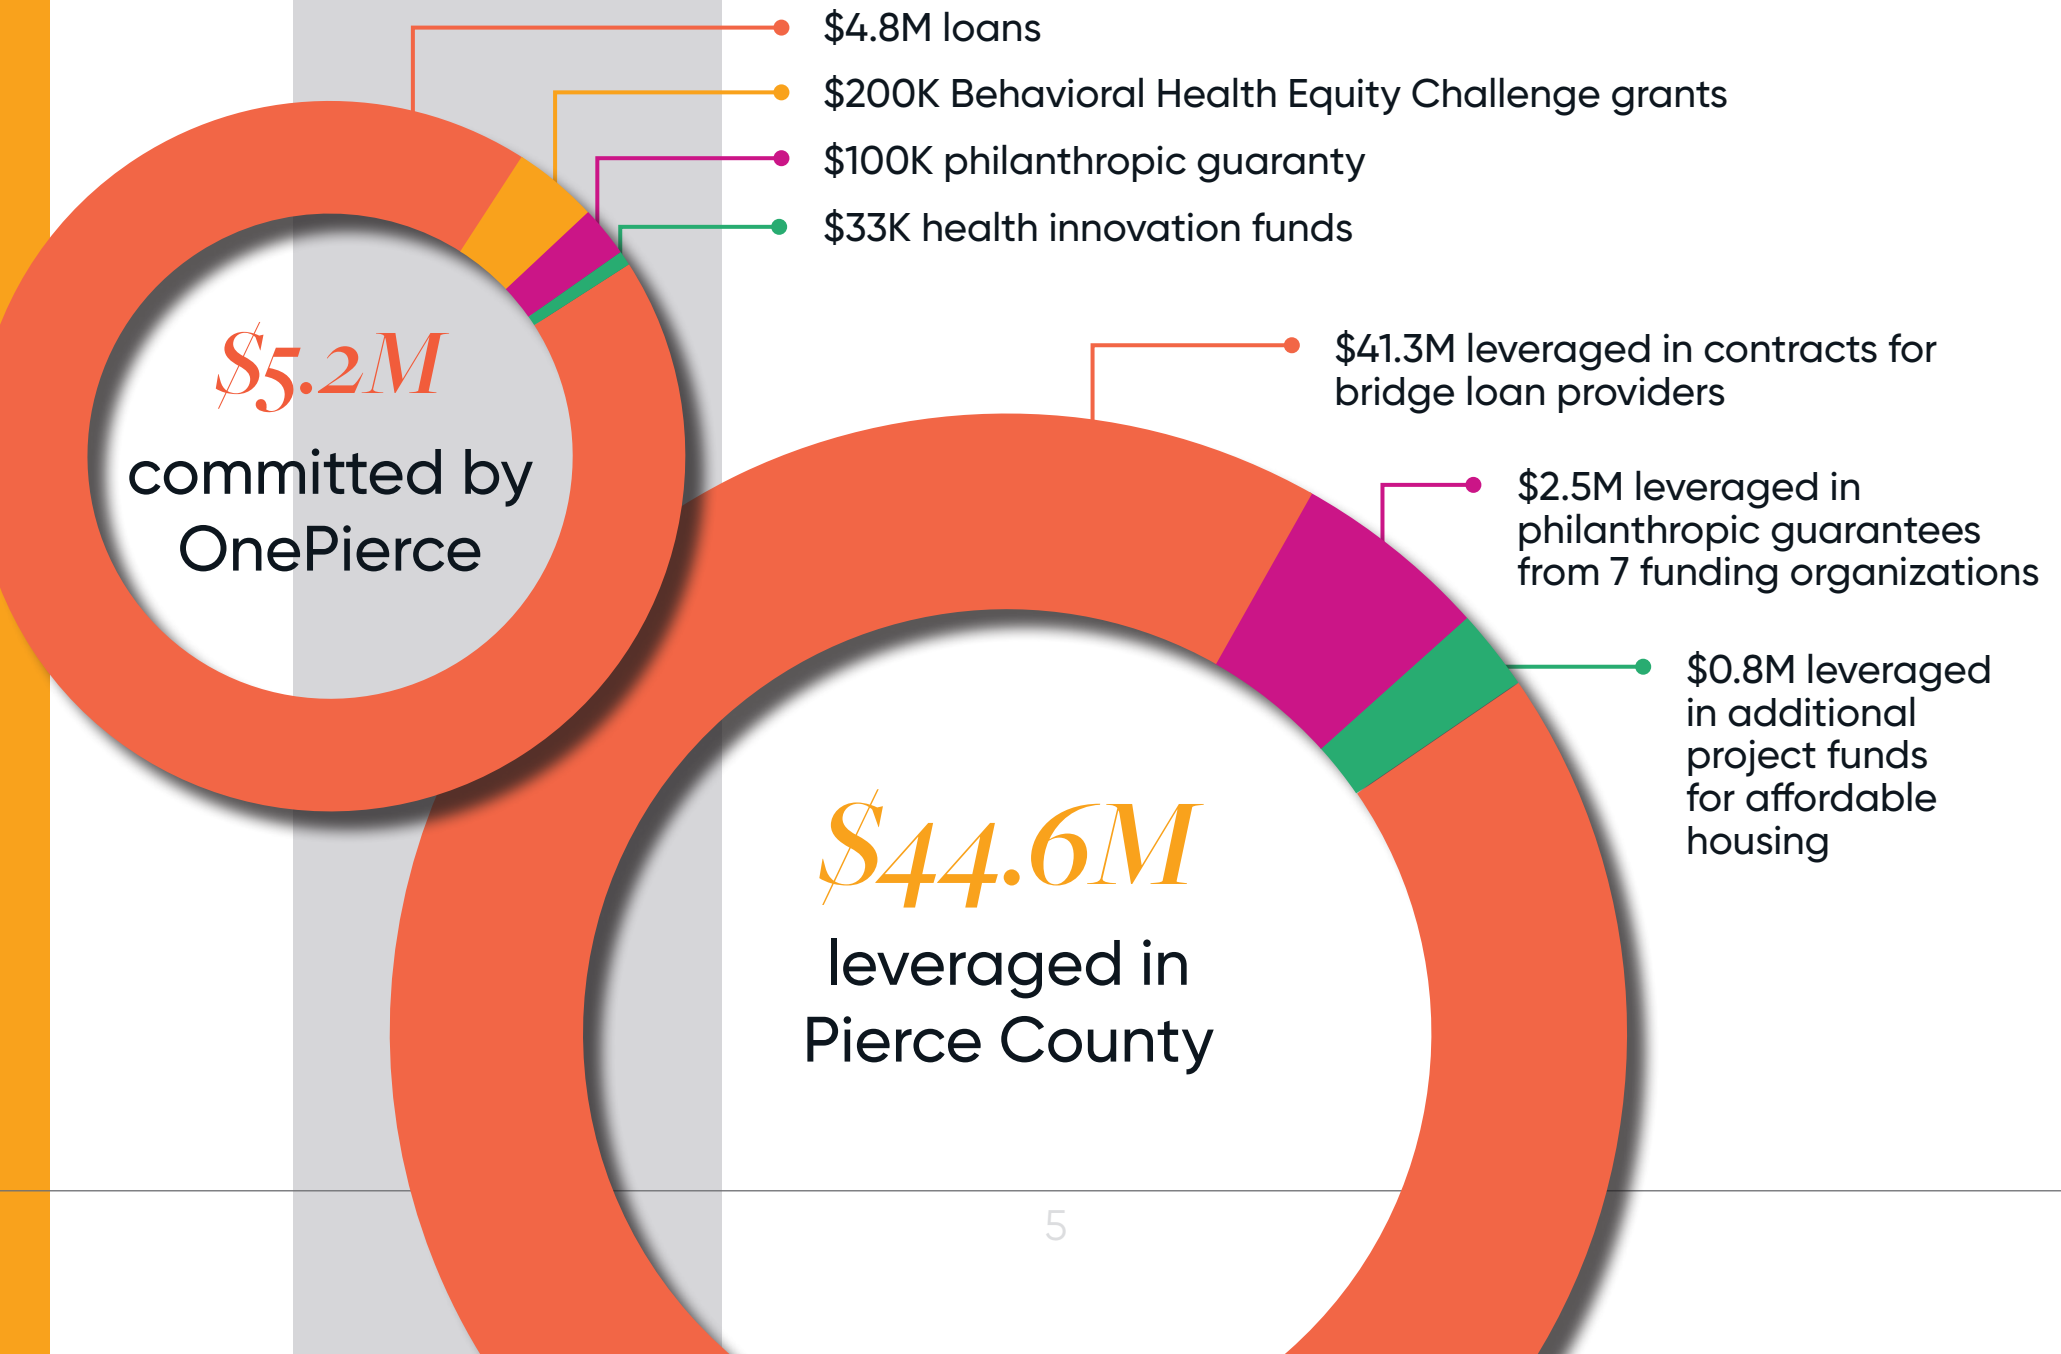 $4.8M loans
$200K Behavioral Health Equity Challenge grants
$100K philanthropic guaranty
$33K health innovation funds
$5.2M
committed by
OnePierce
$41.3M leveraged in contracts for
bridge loan providers
$2.5M leveraged in
philanthropic guarantees
from 7 funding organizations
$0.8M leveraged
in additional
project funds
for affordable
housing
$44.6M
leveraged in
Pierce County
5